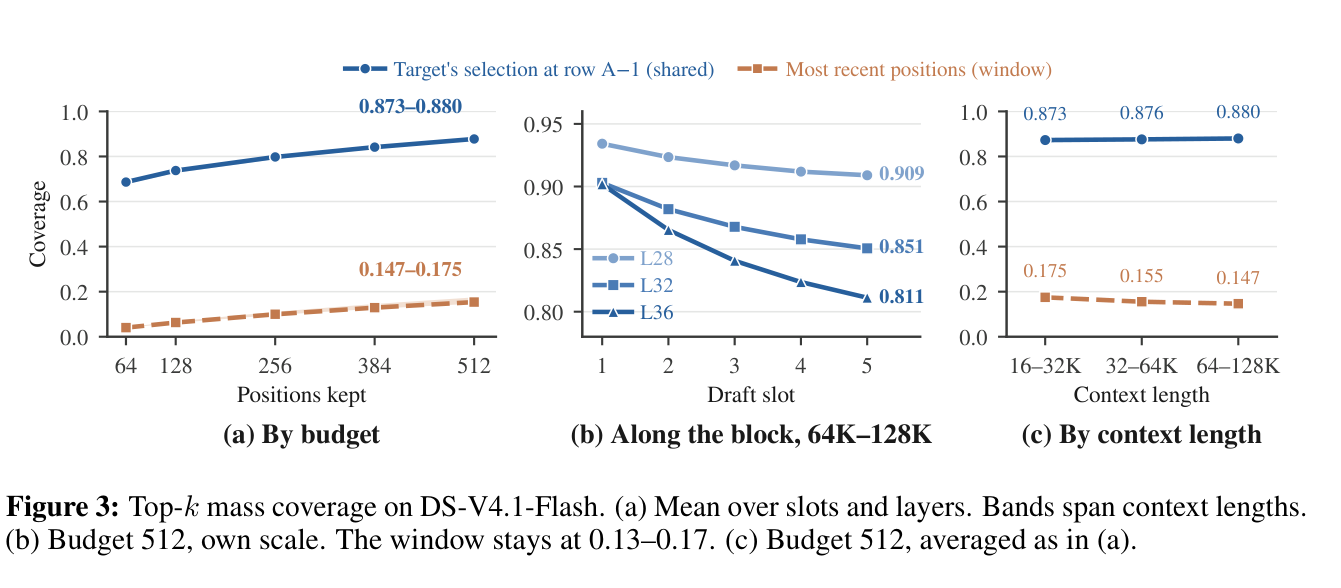 Target's selection at row A−1 (shared) Most recent positions (window)
Coverage
1.0
0.8
0.6
0.4
0.2
0.0
0.873–0.880
0.147–0.175
64 128 256 384 512
Positions kept
(a) By budget
0.95
0.90
0.85
0.80
0.909
0.851
0.811
L28
L32
L36
1 2 3 4 5
Draft slot
(b) Along the block, 64K–128K
1.0
0.8
0.6
0.4
0.2
0.0
0.873 0.876 0.880
0.175 0.155 0.147
16–32K 32–64K 64–128K
Context length
(c) By context length
Figure 3: Top-k mass coverage on DS-V4.1-Flash. (a) Mean over slots and layers. Bands span context lengths.
(b) Budget 512, own scale. The window stays at 0.13–0.17. (c) Budget 512, averaged as in (a).